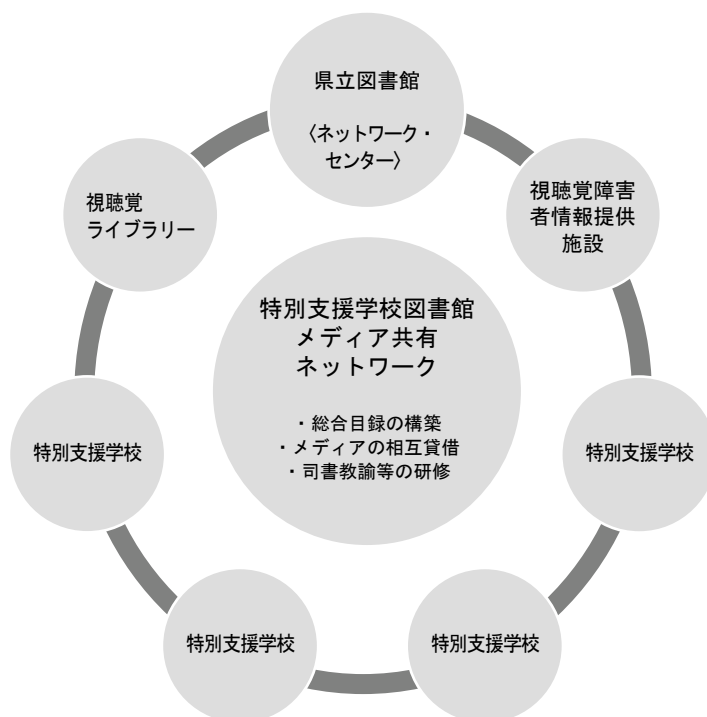 県立図書館
〈ネットワーク・
センター〉
視聴覚
ライブラリー
視聴覚障害
者情報提供
施設
特別支援学校図書館
メディア共有
ネットワーク
・総合目録の構築
・メディアの相互貸借
・司書教諭等の研修
特別支援学校
特別支援学校
特別支援学校
特別支援学校